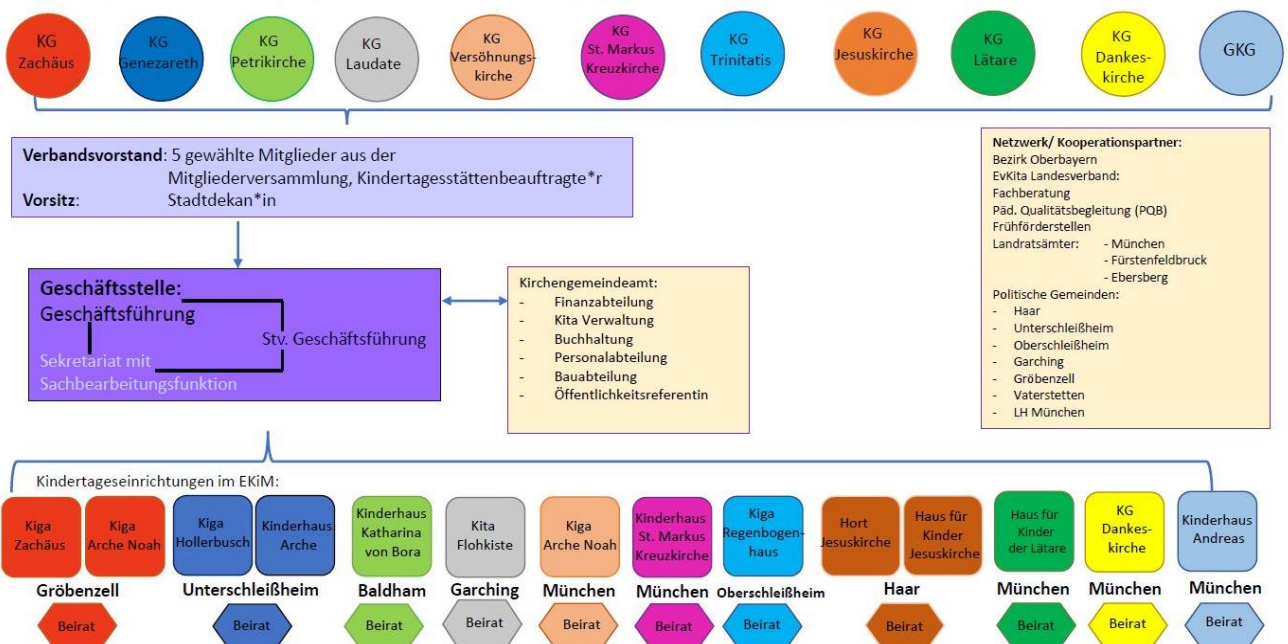 KG
Zachäus
KG
Genezareth
KG
Petrikirche
KG
Laudate
KG
Versöhnungs-
kirche
KG
St. Markus
Kreuzkirche
KG
Trinitatis
KG
Jesuskirche
KG
Lätare
KG
Dankes-
kirche
GKG
Verbandsvorstand: 5 gewählte Mitglieder aus der
Mitgliederversammlung, Kindertagesstättenbeauftragte*r
Vorsitz: Stadtdekan*in
Netzwerk/ Kooperationspartner:
Bezirk Oberbayern
EvKita Landesverband:
Fachberatung
Päd. Qualitätsbegleitung (PQB)
Frühförderstellen
Landratsämter: - München
- Fürstenfeldbruck
- Ebersberg
Politische Gemeinden:
- Haar
- Unterschleißheim
- Oberschleißheim
- Garching
- Gröbenzell
- Vaterstetten
- LH München
Geschäftsstelle:
Geschäftsführung
Stv. Geschäftsführung
Sekretariat mit
Sachbearbeitungsfunktion
Kirchengemeindeamt:
- Finanzabteilung
- Kita Verwaltung
- Buchhaltung
- Personalabteilung
- Bauabteilung
- Öffentlichkeitsreferentin
Kindertageseinrichtungen im EKiM:
Kiga
Zachäus
Kiga
Arche Noah
Kiga
Hollerbusch
Kinderhaus
Arche
Kinderhaus
Katharina
von Bora
Kita
Flohkiste
Kiga
Arche Noah
Kinderhaus
St. Markus
Kreuzkirche
Kiga
Regenbogen-
haus
Hort
Jesuskirche
Haus für
Kinder
Jesuskirche
Haus für
Kinder
der Lätare
KG
Dankes-
kirche
Kinderhaus
Andreas
Gröbenzell
Unterschleißheim
Baldham
Garching
München
München
Oberschleißheim
Haar
München
München
München
Beirat
Beirat
Beirat
Beirat
Beirat
Beirat
Beirat
Beirat
Beirat
Beirat
Beirat